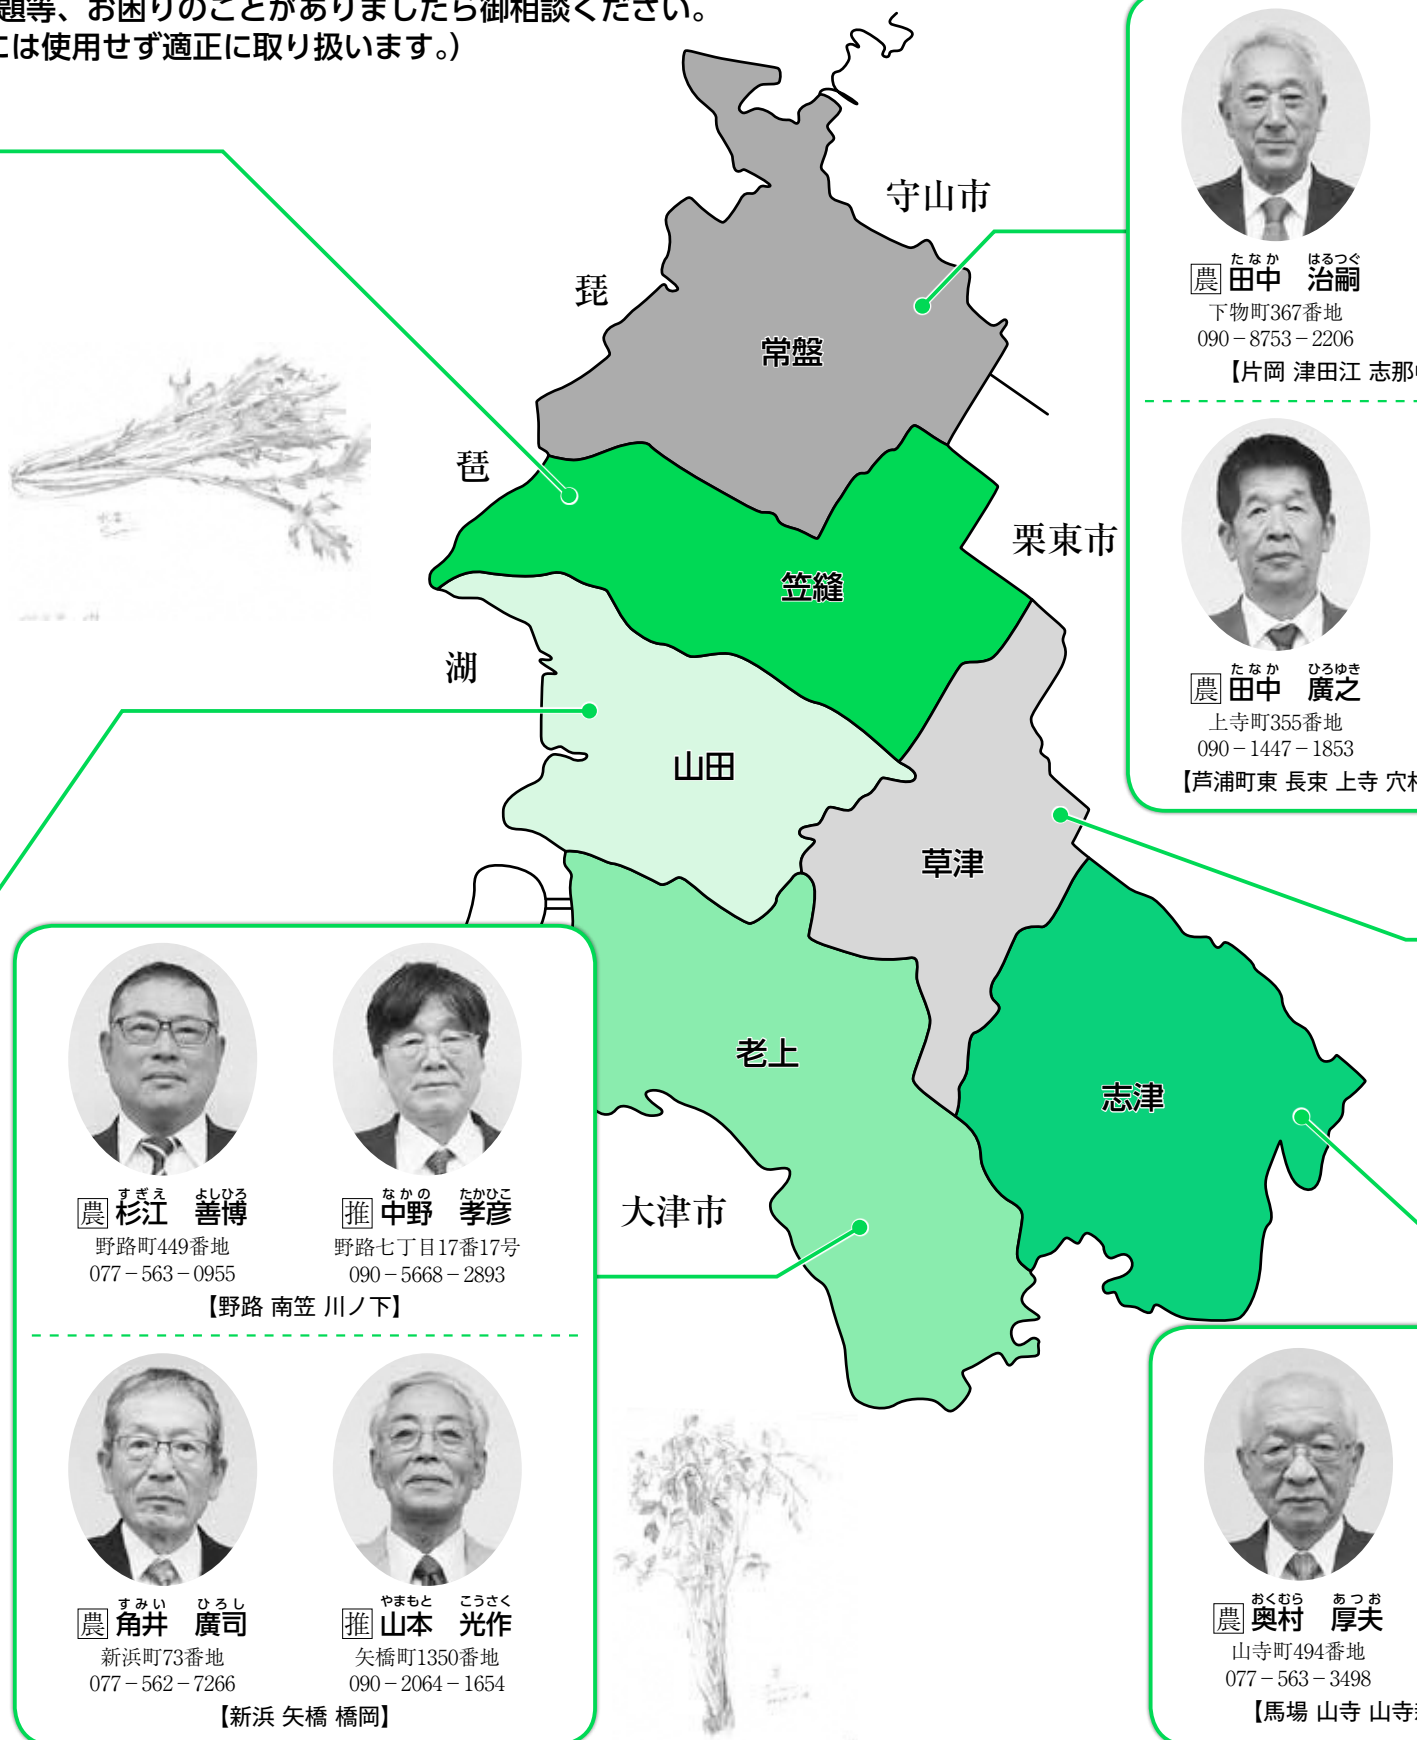 題等、お困りのことがありましたら御相談ください。
には使用せず適正に取り扱います。）
守山市
琵
常盤
琶
栗東市
笠縫
湖
山田
草津
老上
志津
大津市
たなか はるつぐ
農 田中 治嗣
下物町367番地
090－8753－2206
【片岡 津田江 志那
たなか ひろゆき
農 田中 廣之
上寺町355番地
090－1447－1853
【芦浦町東 長束 上寺 穴村
すぎえ よしひろ
農 杉江 善博
野路町449番地
077－563－0955
なかの たかひこ
推 中野 孝彦
野路七丁目17番17号
090－5668－2893
【野路 南笠 川ノ下】
すみい ひろし
農 角井 廣司
新浜町73番地
077－562－7266
やまもと こうさく
推 山本 光作
矢橋町1350番地
090－2064－1654
【新浜 矢橋 橋岡】
おくむら あつお
農 奥村 厚夫
山寺町494番地
077－563－3498
【馬場 山寺 山寺